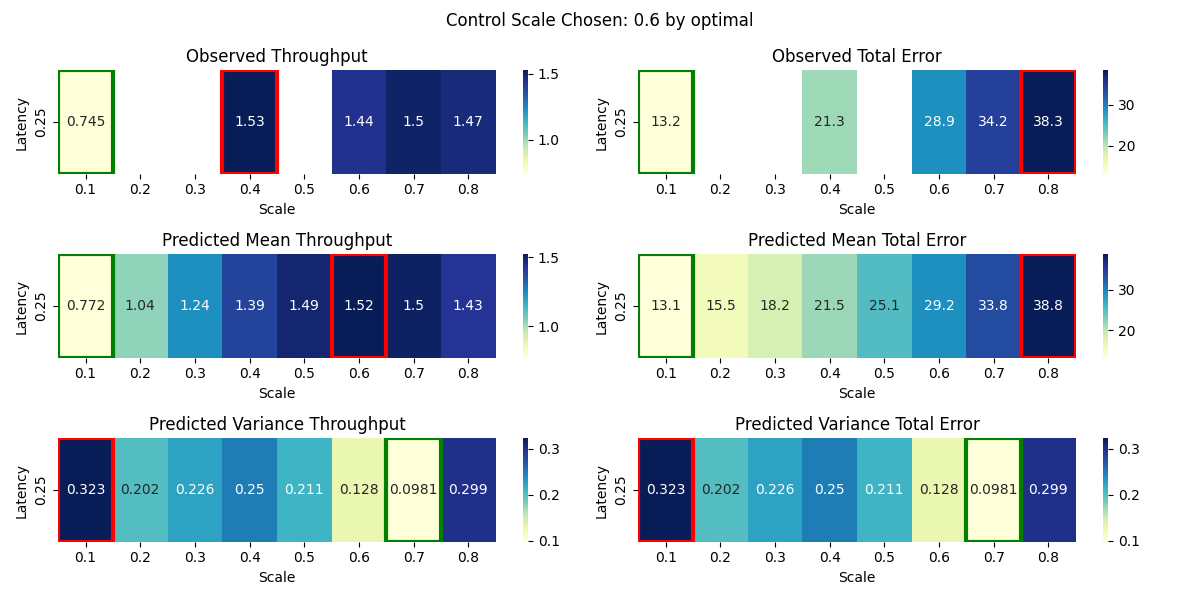 Control Scale Chosen: 0.6 by optimal
Observed Throughput
Latency
0.25
0.745 1.53 1.44 1.5 1.47
0.1 0.2 0.3 0.4 0.5 0.6 0.7 0.8
Scale
1.5
1.0
Observed Total Error
Latency
0.25
13.2 21.3 28.9 34.2 38.3
0.1 0.2 0.3 0.4 0.5 0.6 0.7 0.8
Scale
30
20
Predicted Mean Throughput
Latency
0.25
0.772 1.04 1.24 1.39 1.49 1.52 1.5 1.43
0.1 0.2 0.3 0.4 0.5 0.6 0.7 0.8
Scale
1.5
1.0
Predicted Mean Total Error
Latency
0.25
13.1 15.5 18.2 21.5 25.1 29.2 33.8 38.8
0.1 0.2 0.3 0.4 0.5 0.6 0.7 0.8
Scale
30
20
Predicted Variance Throughput
Latency
0.25
0.323 0.202 0.226 0.25 0.211 0.128 0.0981 0.299
0.1 0.2 0.3 0.4 0.5 0.6 0.7 0.8
Scale
0.3
0.2
0.1
Predicted Variance Total Error
Latency
0.25
0.323 0.202 0.226 0.25 0.211 0.128 0.0981 0.299
0.1 0.2 0.3 0.4 0.5 0.6 0.7 0.8
Scale
0.3
0.2
0.1